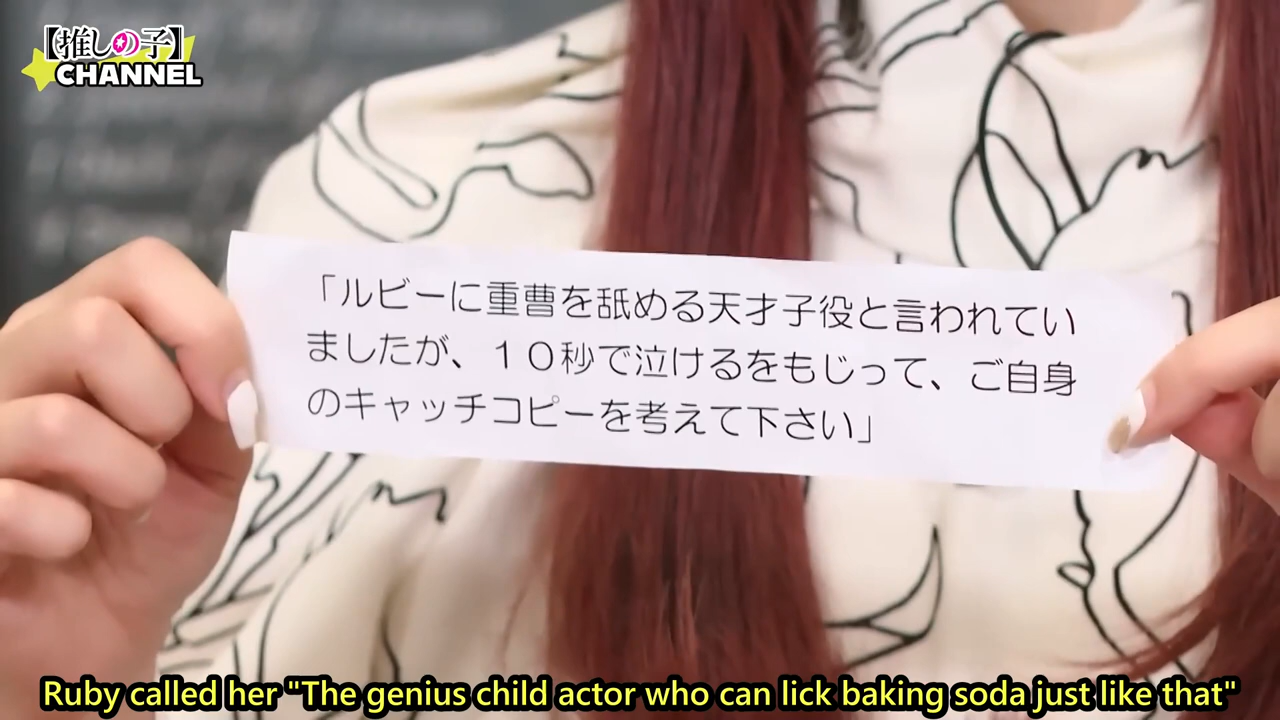 【推しの子】
CHANNEL
「ルビーに重曹を舐める天才子役と言われてい
ましたが、１０秒で泣けるをもじって、ご自身
のキャッチコピーを考えて下さい」
Ruby called her "The genius child actor who can lick baking soda just like that"